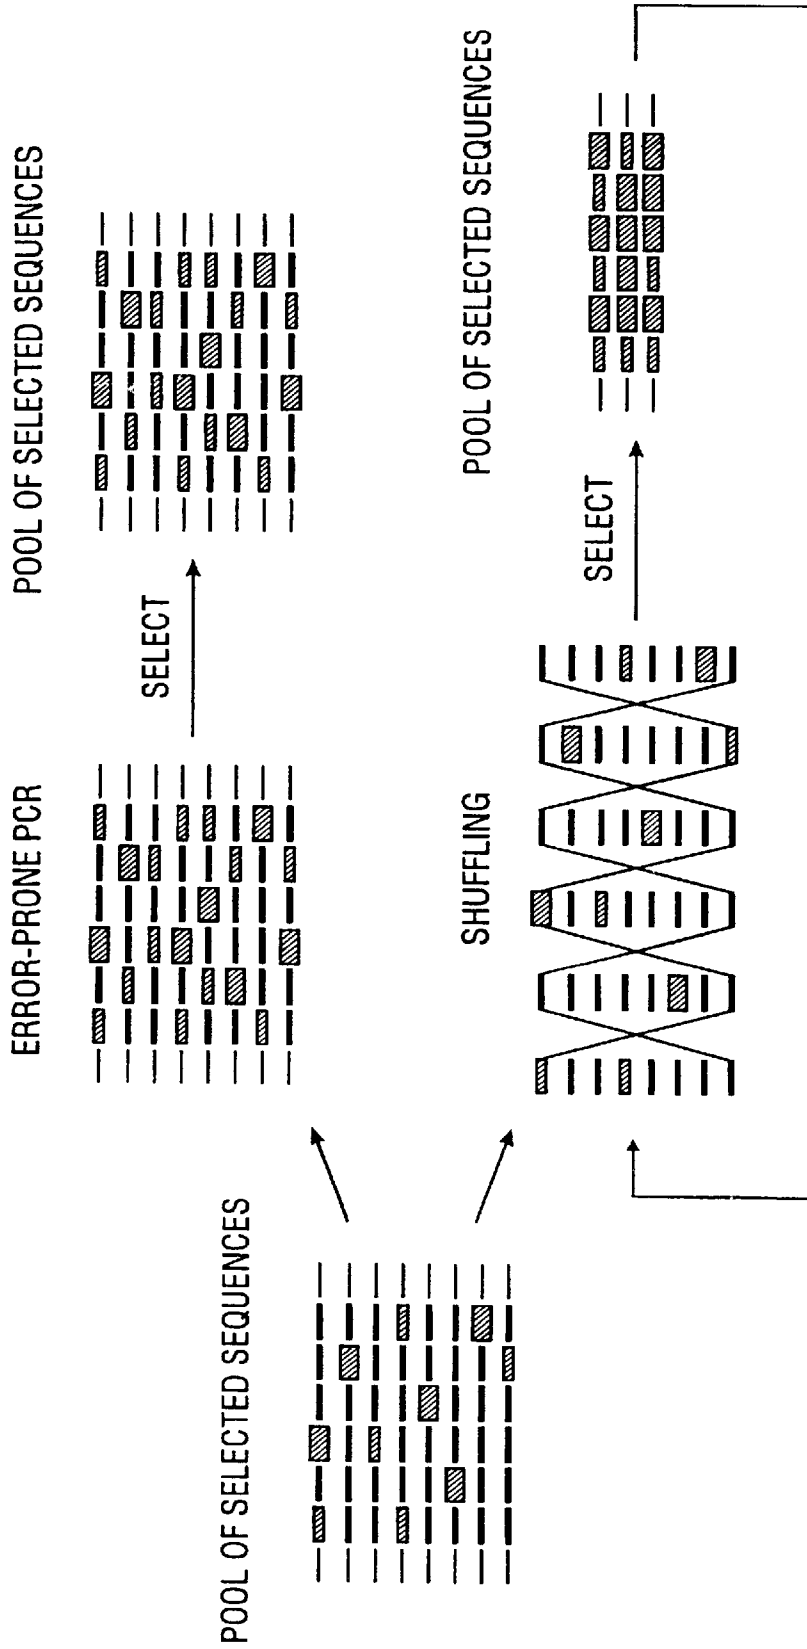 POOL OF SELECTED SEQUENCES
ERROR-PRONE PCR
SELECT
POOL OF SELECTED SEQUENCES
SHUFFLING
SELECT
POOL OF SELECTED SEQUENCES